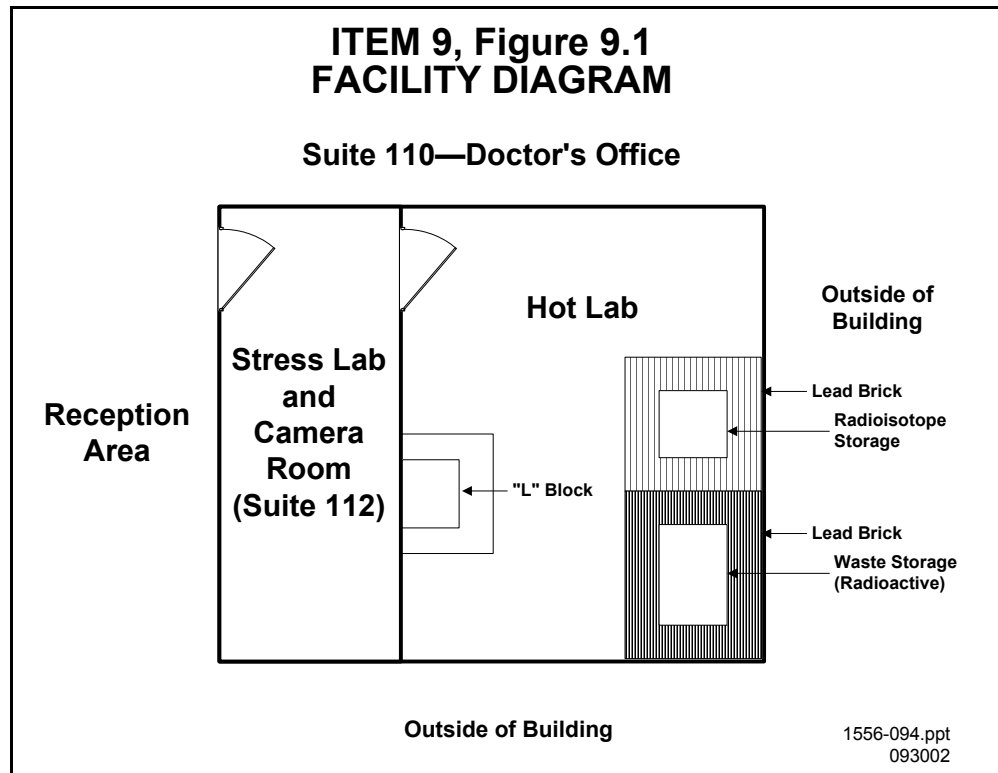 ITEM 9, Figure 9.1
FACILITY DIAGRAM
Suite 110—Doctor's Office
Hot Lab
Outside of
Building
Stress Lab
and
Camera
Room
(Suite 112)
Reception
Area
Lead Brick
Radioisotope
Storage
"L" Block
Lead Brick
Waste Storage
(Radioactive)
Outside of Building
1556-094.ppt
093002